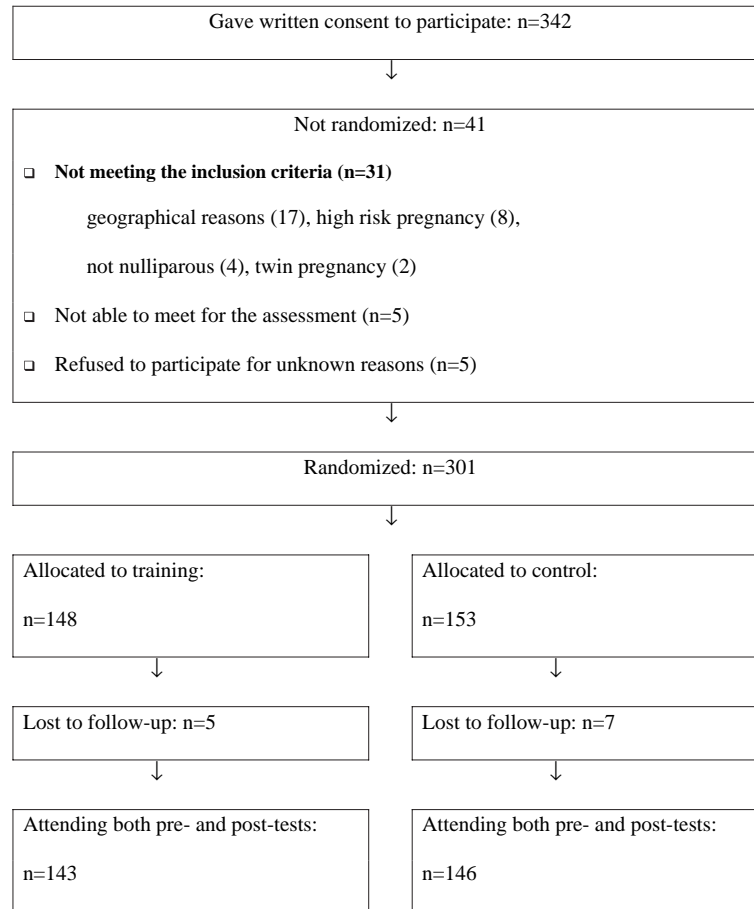 Gave written consent to participate: n=342
↓
Not randomized: n=41
❑ Not meeting the inclusion criteria (n=31)
geographical reasons (17), high risk pregnancy (8),
not nulliparous (4), twin pregnancy (2)
❑ Not able to meet for the assessment (n=5)
❑ Refused to participate for unknown reasons (n=5)
↓
Randomized: n=301
↓
Allocated to training:
n=148
↓
Lost to follow-up: n=5
↓
Attending both pre- and post-tests:
n=143
Allocated to control:
n=153
↓
Lost to follow-up: n=7
↓
Attending both pre- and post-tests:
n=146